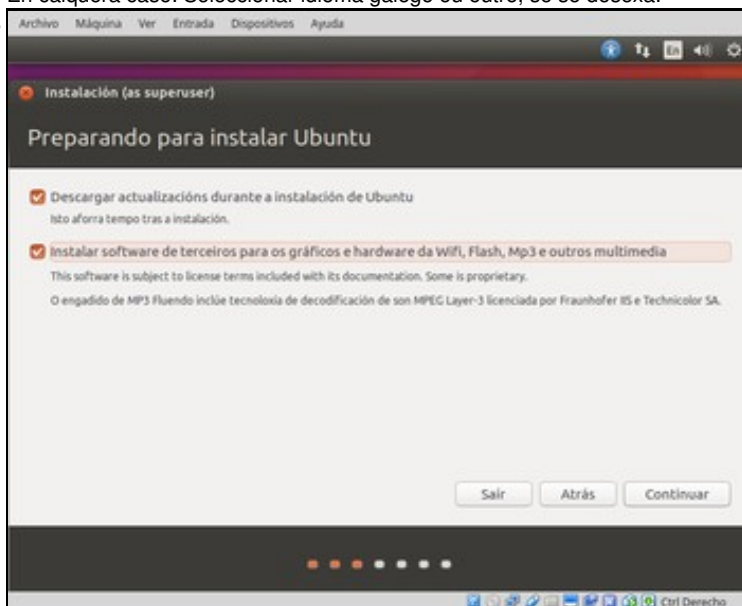 En calquera caso: Seleccionar idioma galego ou outro, se se desexa.
Archivo Máquina Ver Entrada Dispositivos Ayuda
En
Instalación (as superuser)
Preparando para instalar Ubuntu
Descargar actualizacións durante a instalación de Ubuntu
Isto aforra tempo tras a instalación.
Instalar software de terceiros para os gráficos e hardware da Wifi, Flash, Mp3 e outros multimedia
This software is subject to license terms included with its documentation. Some is proprietary.
O engadido de MP3 Fluendo inclúe tecnoloxía de decodificación de son MPEG Layer-3 licenciada por Fraunhofer IIS e Technicolor SA.
Saír Atrás Continuar
Ctrl Derecho